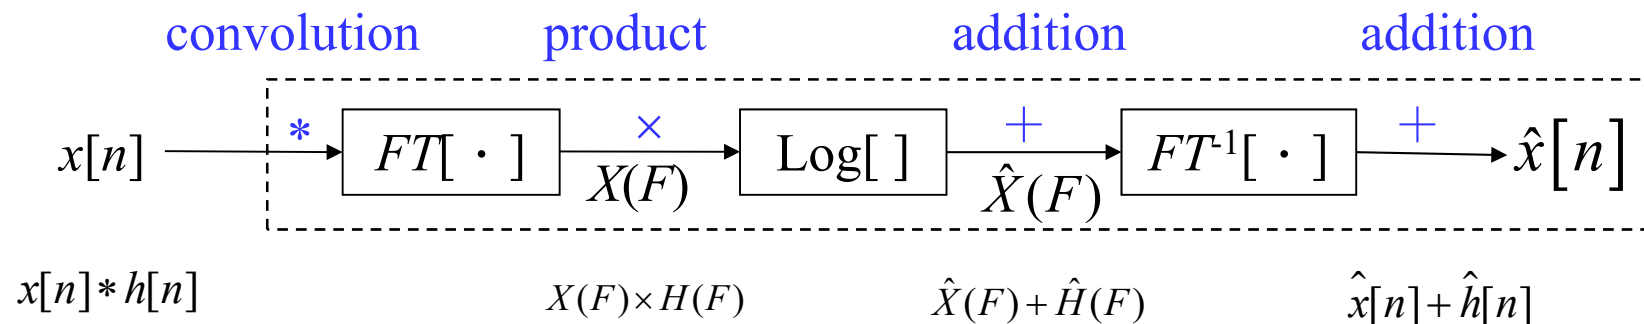 convolution product addition addition
* × + +
x[n] FT[ · ] Log[ ] FT⁻¹[ · ] x̂[n]
X(F) X̂(F)
x[n] * h[n] X(F) × H(F) X̂(F) + Ĥ(F) x̂[n] + ĥ[n]